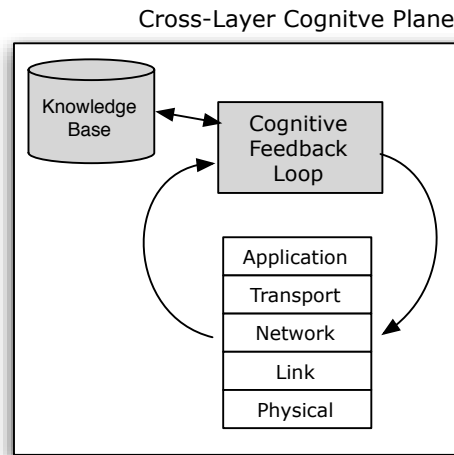 Cross-Layer Cognitve Plane
Knowledge
Base
Cognitive
Feedback
Loop
Application
Transport
Network
Link
Physical